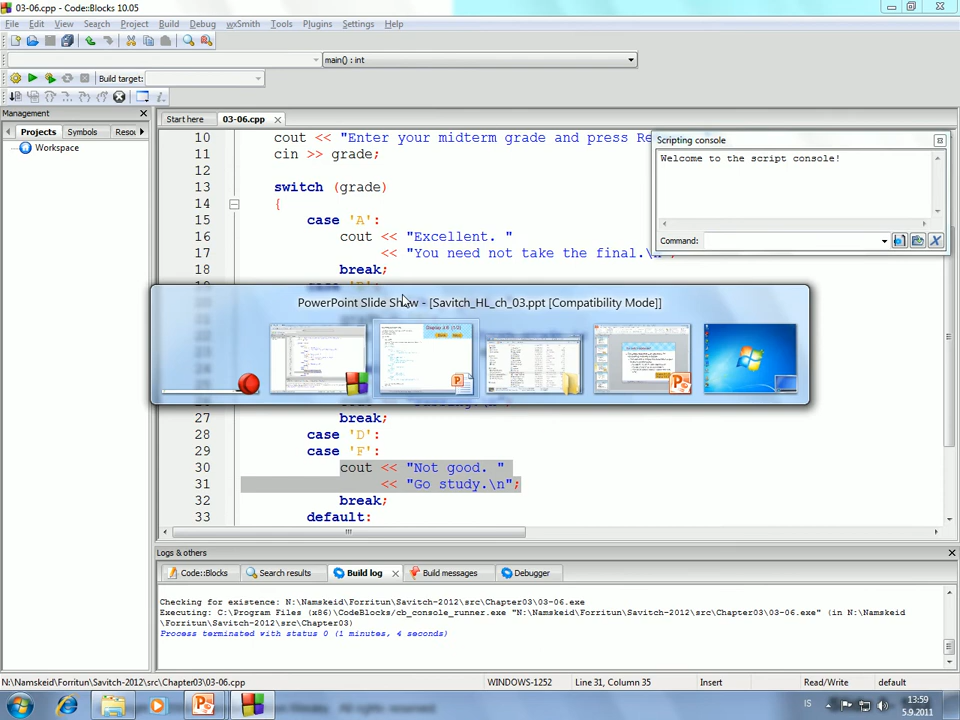 03-06.cpp - Code::Blocks 10.05
File Edit View Search Project Build Debug wxSmith Tools Plugins Settings Help
main() : int
Build target:
Management
Start here 03-06.cpp
Projects Symbols Resou
Workspace
10 cout << "Enter your midterm grade and press Re
11 cin >> grade;
12
13 switch (grade)
14 {
15 case 'A':
16 cout << "Excellent. "
17 << "You need not take the final.\n";
18 break;
Scripting console
Welcome to the script console!
Command:
PowerPoint Slide Show - [Savitch_HL_ch_03.ppt [Compatibility Mode]]
27 break;
28 case 'D':
29 case 'F':
30 cout << "Not good. "
31 << "Go study.\n";
32 break;
33 default:
Logs & others
Code::Blocks Search results Build log Build messages Debugger
Checking for existence: N:\Namskeid\Forritun\Savitch-2012\src\Chapter03\03-06.exe
Executing: C:\Program Files (x86)\CodeBlocks/cb_console_runner.exe "N:\Namskeid\Forritun\Savitch-2012\src\Chapter03\03-06.exe" (in N:\Namskeid
\Forritun\Savitch-2012\src\Chapter03)
Process terminated with status 0 (1 minutes, 4 seconds)
N:\Namskeid\Forritun\Savitch-2012\src\Chapter03\03-06.cpp WINDOWS-1252 Line 31, Column 35 Insert Read/Write default
IS 13:59
5.9.2011